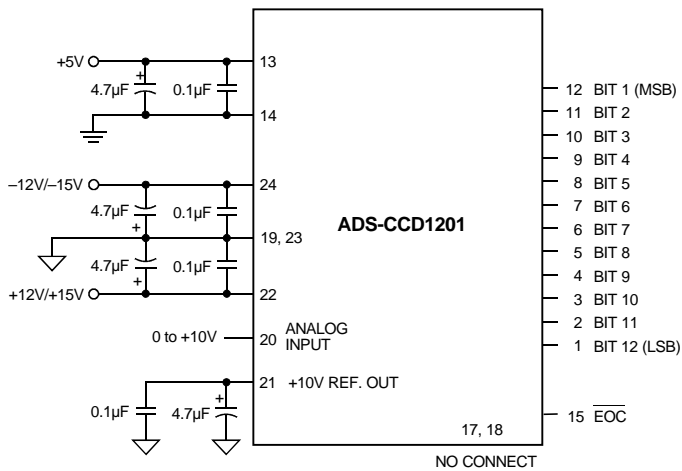 +5V
13
+
4.7µF
0.1µF
14
12 BIT 1 (MSB)
11 BIT 2
10 BIT 3
9 BIT 4
8 BIT 5
7 BIT 6
6 BIT 7
5 BIT 8
4 BIT 9
3 BIT 10
2 BIT 11
1 BIT 12 (LSB)
–12V/–15V
24
4.7µF
0.1µF
+
19, 23
ADS-CCD1201
4.7µF
0.1µF
+
+12V/+15V
22
0 to +10V
20 ANALOG
INPUT
21 +10V REF. OUT
+
0.1µF
4.7µF
15 EOC
17, 18
NO CONNECT